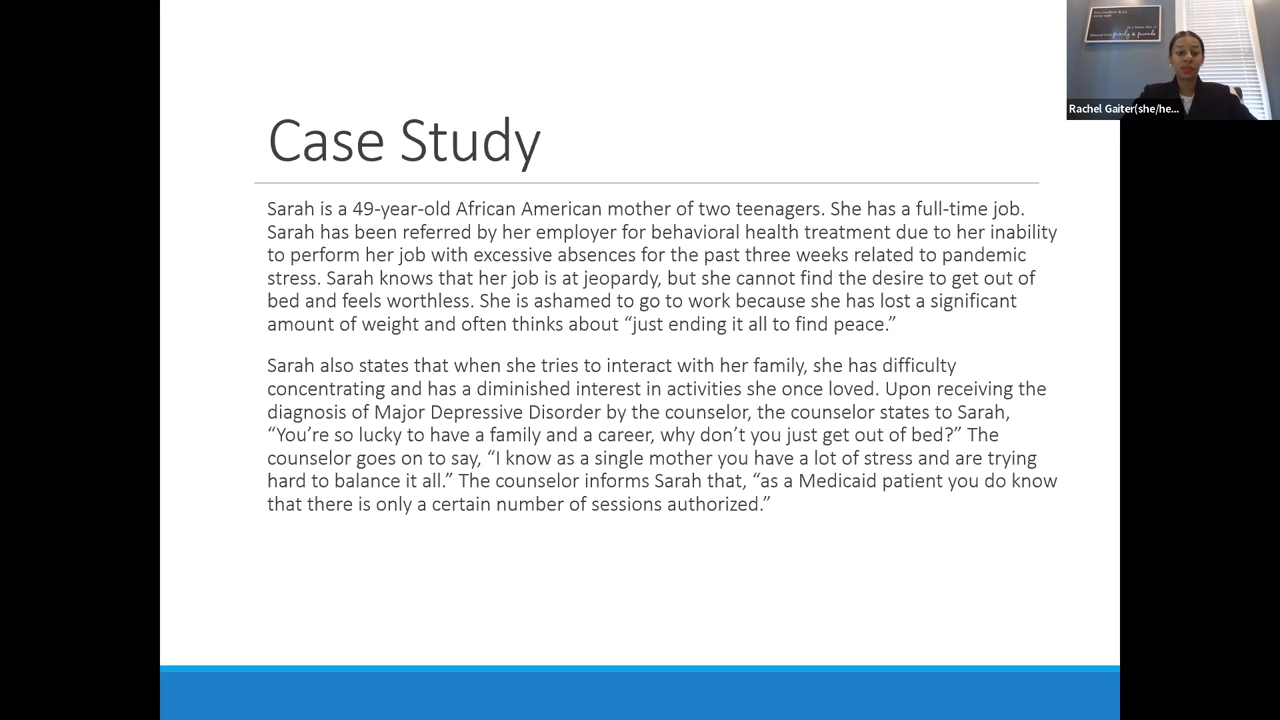 Case Study
Sarah is a 49-year-old African American mother of two teenagers. She has a full-time job.
Sarah has been referred by her employer for behavioral health treatment due to her inability
to perform her job with excessive absences for the past three weeks related to pandemic
stress. Sarah knows that her job is at jeopardy, but she cannot find the desire to get out of
bed and feels worthless. She is ashamed to go to work because she has lost a significant
amount of weight and often thinks about “just ending it all to find peace.”
Sarah also states that when she tries to interact with her family, she has difficulty
concentrating and has a diminished interest in activities she once loved. Upon receiving the
diagnosis of Major Depressive Disorder by the counselor, the counselor states to Sarah,
“You’re so lucky to have a family and a career, why don’t you just get out of bed?” The
counselor goes on to say, “I know as a single mother you have a lot of stress and are trying
hard to balance it all.” The counselor informs Sarah that, “as a Medicaid patient you do know
that there is only a certain number of sessions authorized.”
family & friends
Rachel Gaiter(she/he...